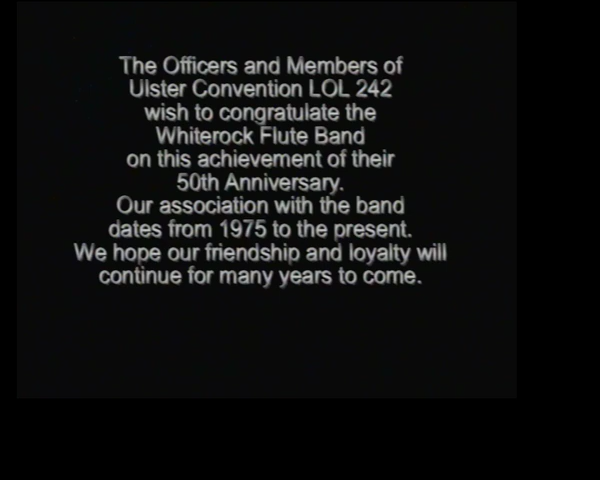 The Officers and Members of
Ulster Convention LOL 242
wish to congratulate the
Whiterock Flute Band
on this achievement of their
50th Anniversary.
Our association with the band
dates from 1975 to the present.
We hope our friendship and loyalty will
continue for many years to come.